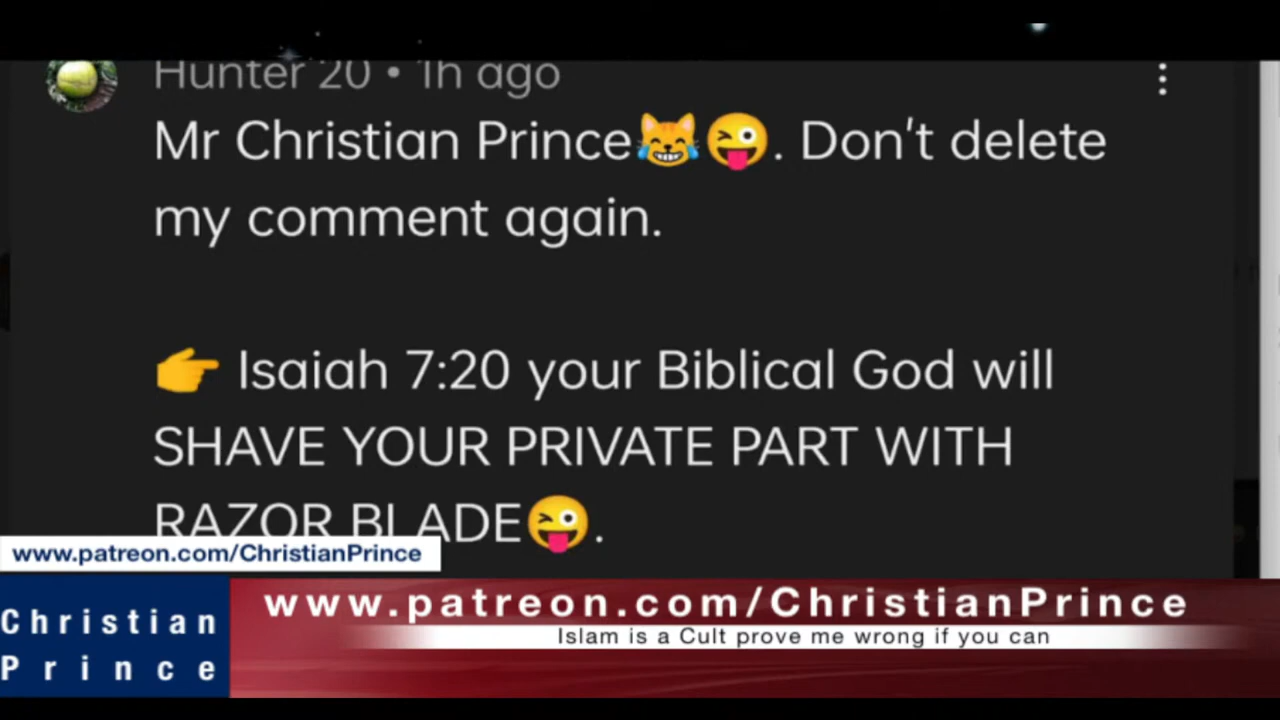 Hunter 20 • 1h ago
Mr Christian Prince😹😜. Don't delete
my comment again.
👉 Isaiah 7:20 your Biblical God will
SHAVE YOUR PRIVATE PART WITH
RAZOR BLADE😜.
www.patreon.com/ChristianPrince
Christian
Prince
www.patreon.com/ChristianPrince
Islam is a Cult prove me wrong if you can